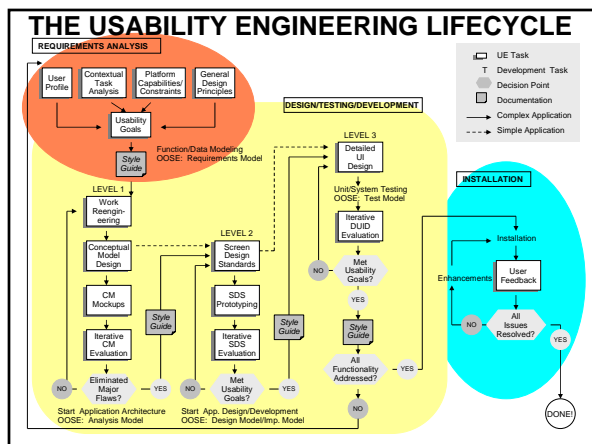 THE USABILITY ENGINEERING LIFECYCLE
REQUIREMENTS ANALYSIS
User
Profile
Contextual
Task
Analysis
Platform
Capabilities/
Constraints
General
Design
Principles
Usability
Goals
Style
Guide
Function/Data Modeling
OOSE: Requirements Model
UE Task
T Development Task
Decision Point
Documentation
Complex Application
Simple Application
DESIGN/TESTING/DEVELOPMENT
LEVEL 1
Work
Reengin-
eering
Conceptual
Model
Design
CM
Mockups
Iterative
CM
Evaluation
Eliminated
Major
Flaws?
NO
YES
Style
Guide
Start Application Architecture
OOSE: Analysis Model
LEVEL 2
Screen
Design
Standards
SDS
Prototyping
Iterative
SDS
Evaluation
Met
Usability
Goals?
NO
YES
Style
Guide
Start App. Design/Development
OOSE: Design Model/Imp. Model
LEVEL 3
Detailed
UI
Design
Unit/System Testing
OOSE: Test Model
Iterative
DUID
Evaluation
Met
Usability
Goals?
NO
YES
Style
Guide
All
Functionality
Addressed?
YES
NO
INSTALLATION
Installation
Enhancements
User
Feedback
All
Issues
Resolved?
NO
YES
DONE!